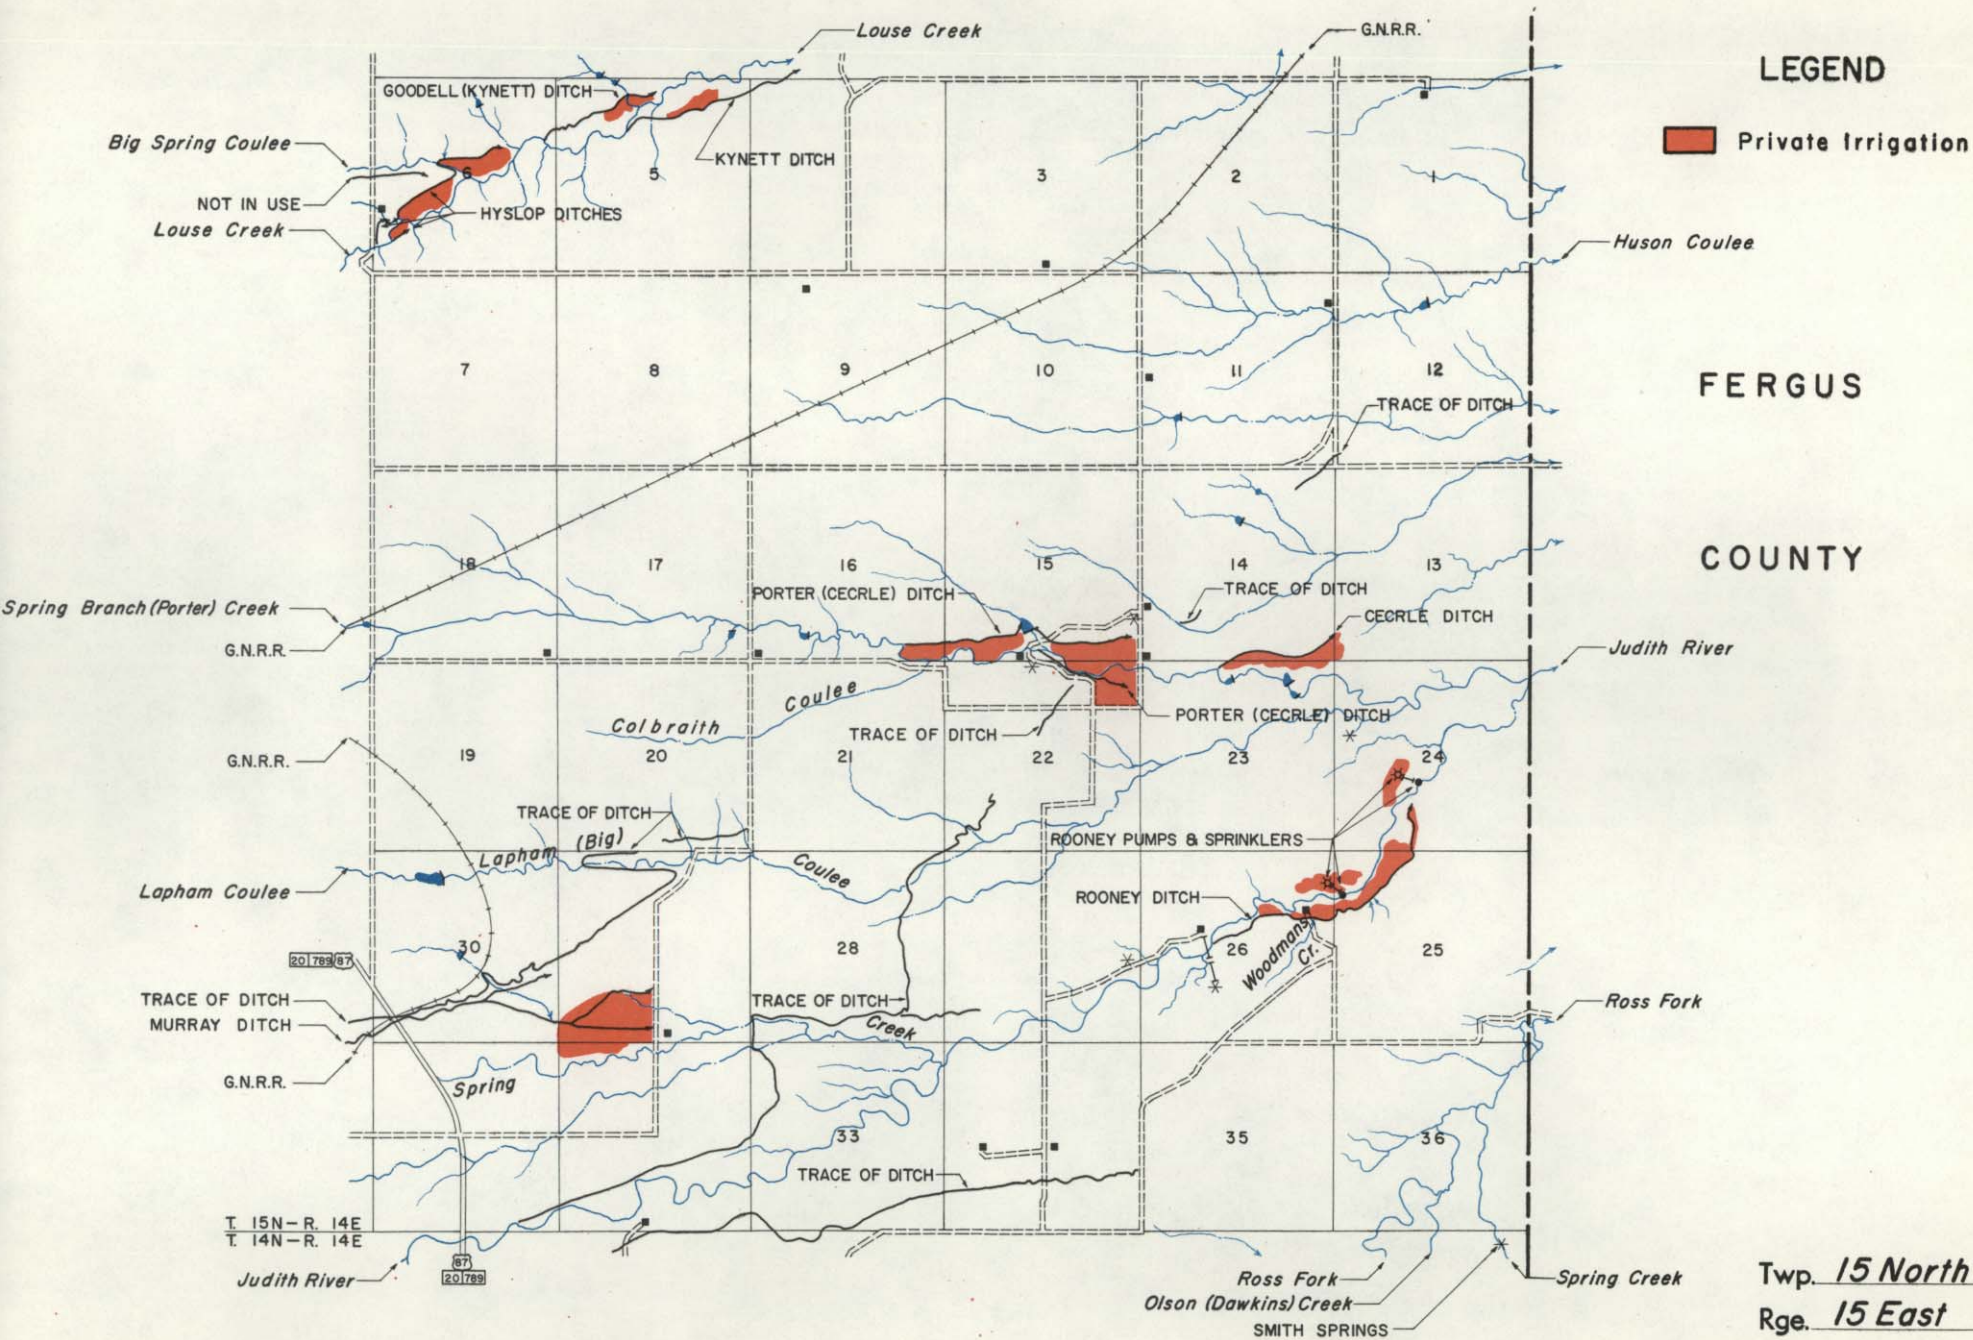 Louse Creek
G.N.R.R.
LEGEND
Private Irrigation
GOODELL (KYNETT) DITCH
Big Spring Coulee
KYNETT DITCH
NOT IN USE
HYSLOP DITCHES
Louse Creek
6
5
3
2
1
Huson Coulee
7
8
9
10
11
12
FERGUS
TRACE OF DITCH
COUNTY
18
17
16
15
14
13
PORTER (CECRLE) DITCH
TRACE OF DITCH
CECRLE DITCH
Spring Branch (Porter) Creek
G.N.R.R.
Judith River
Colbraith Coulee
PORTER (CECRLE) DITCH
TRACE OF DITCH
G.N.R.R.
19
20
21
22
23
24
TRACE OF DITCH
ROONEY PUMPS & SPRINKLERS
Lapham (Big) Coulee
Lapham Coulee
ROONEY DITCH
Woodmans Cr.
30
28
26
25
20 789 87
TRACE OF DITCH
MURRAY DITCH
TRACE OF DITCH
Ross Fork
G.N.R.R.
Spring Creek
33
35
36
TRACE OF DITCH
T. 15N - R. 14E
T. 14N - R. 14E
87
20 789
Judith River
Ross Fork
Olson (Dawkins) Creek
SMITH SPRINGS
Spring Creek
Twp. 15 North
Rge. 15 East